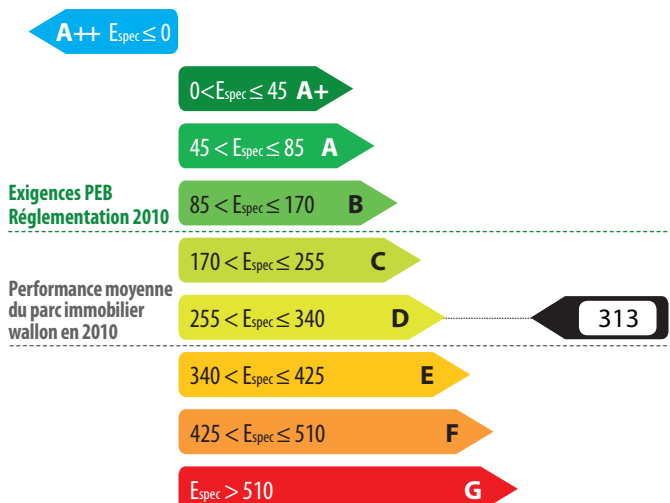 A++ Espec ≤ 0
0<Espec ≤ 45 A+
45 < Espec ≤ 85 A
Exigences PEB
Réglementation 2010
85 < Espec ≤ 170 B
170 < Espec ≤ 255 C
Performance moyenne
du parc immobilier
wallon en 2010
255 < Espec ≤ 340 D
313
340 < Espec ≤ 425 E
425 < Espec ≤ 510 F
Espec > 510 G